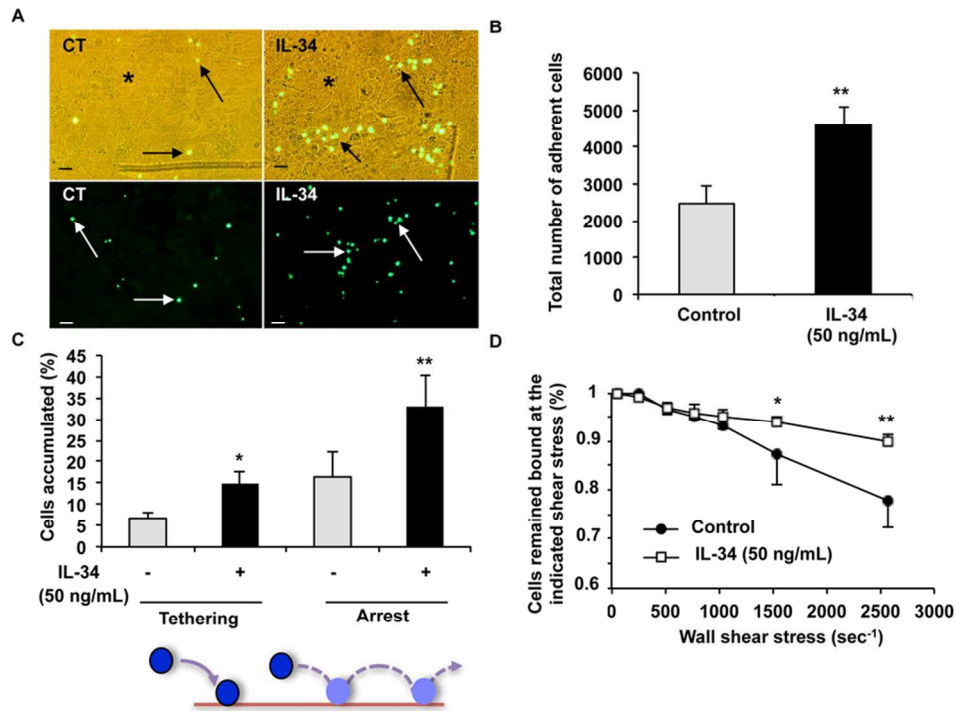 A
CT
IL-34
*
*
CT
IL-34
B
Total number of adherent cells
6000
5000
4000
3000
2000
1000
0
**
Control
IL-34
(50 ng/mL)
C
Cells accumulated (%)
45
40
35
30
25
20
15
10
5
0
*
**
IL-34
(50 ng/mL)
- + - +
Tethering
Arrest
D
Cells remained bound at the
indicated shear stress (%)
1
0.9
0.8
0.7
0.6
*
**
Control
IL-34 (50 ng/mL)
0 500 1000 1500 2000 2500 3000
Wall shear stress (sec⁻¹)